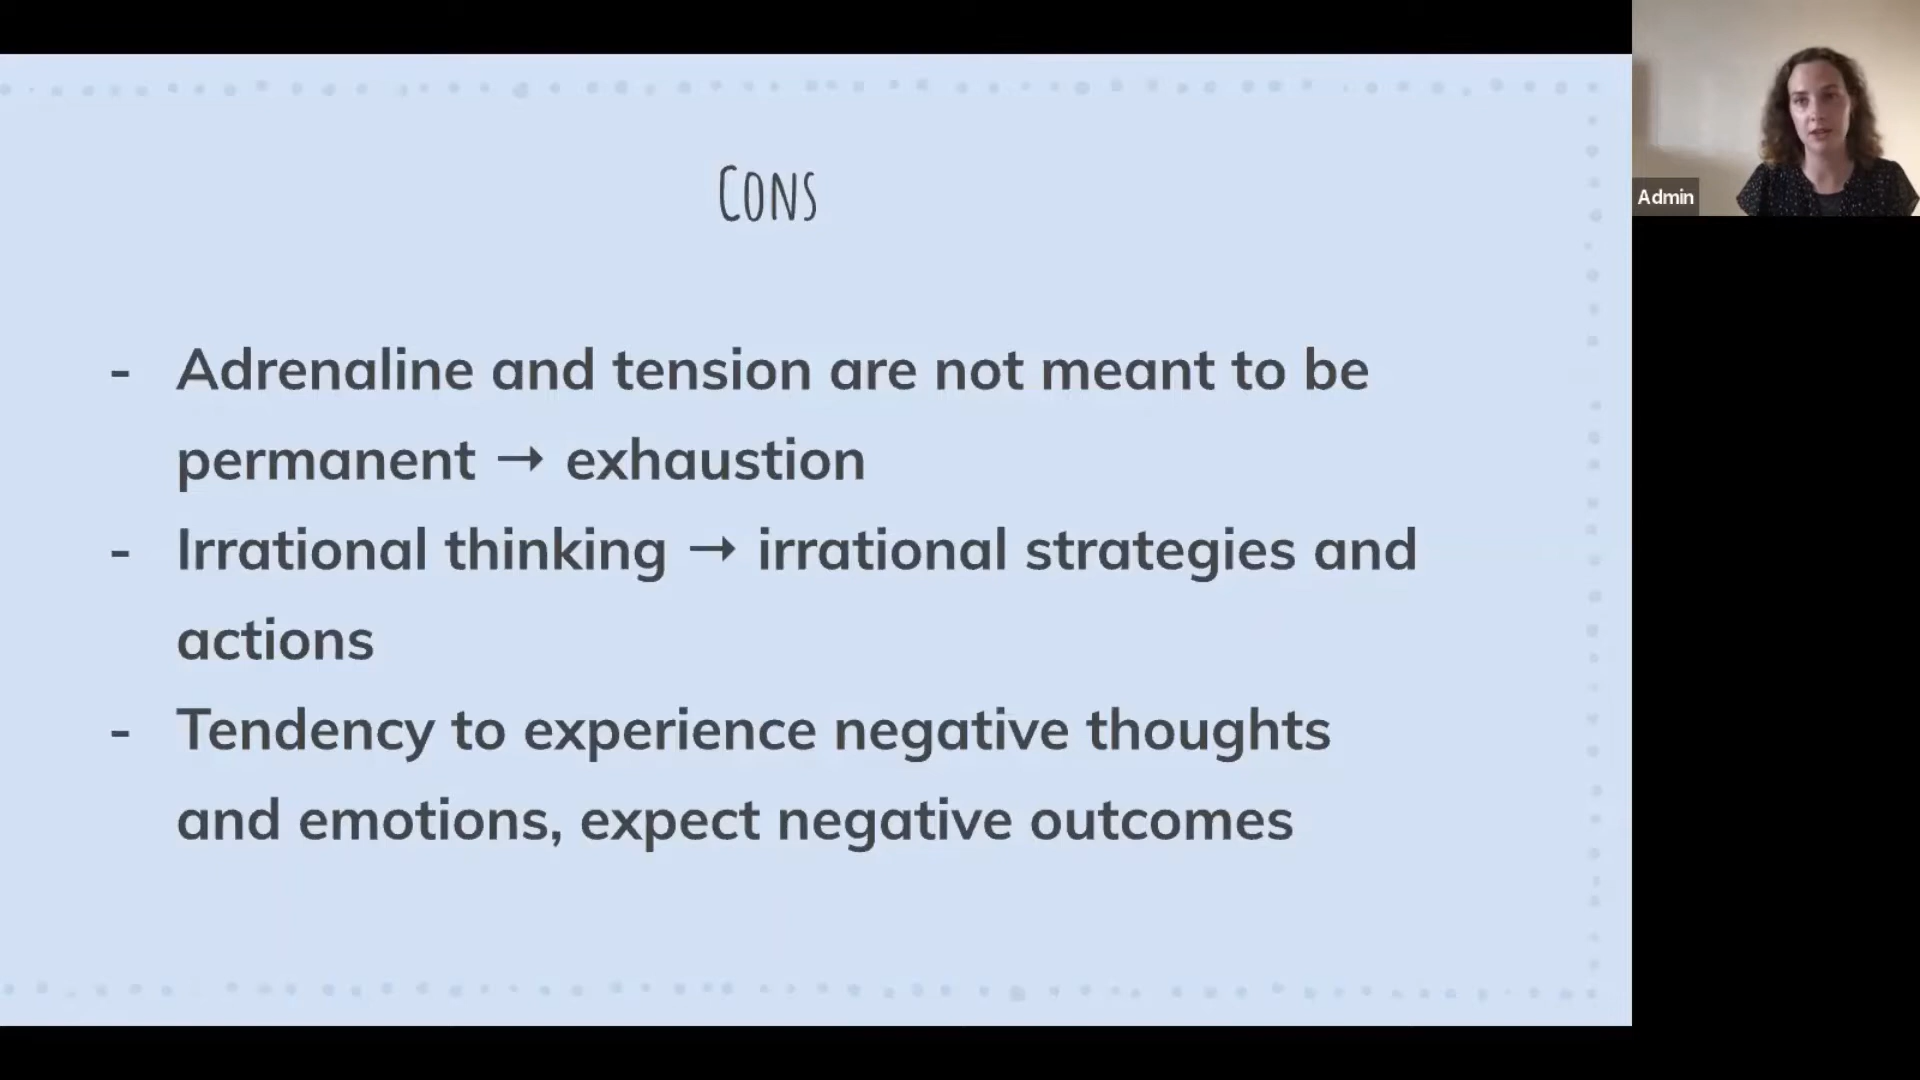 Cons
- Adrenaline and tension are not meant to be
permanent → exhaustion
- Irrational thinking → irrational strategies and
actions
- Tendency to experience negative thoughts
and emotions, expect negative outcomes
Admin